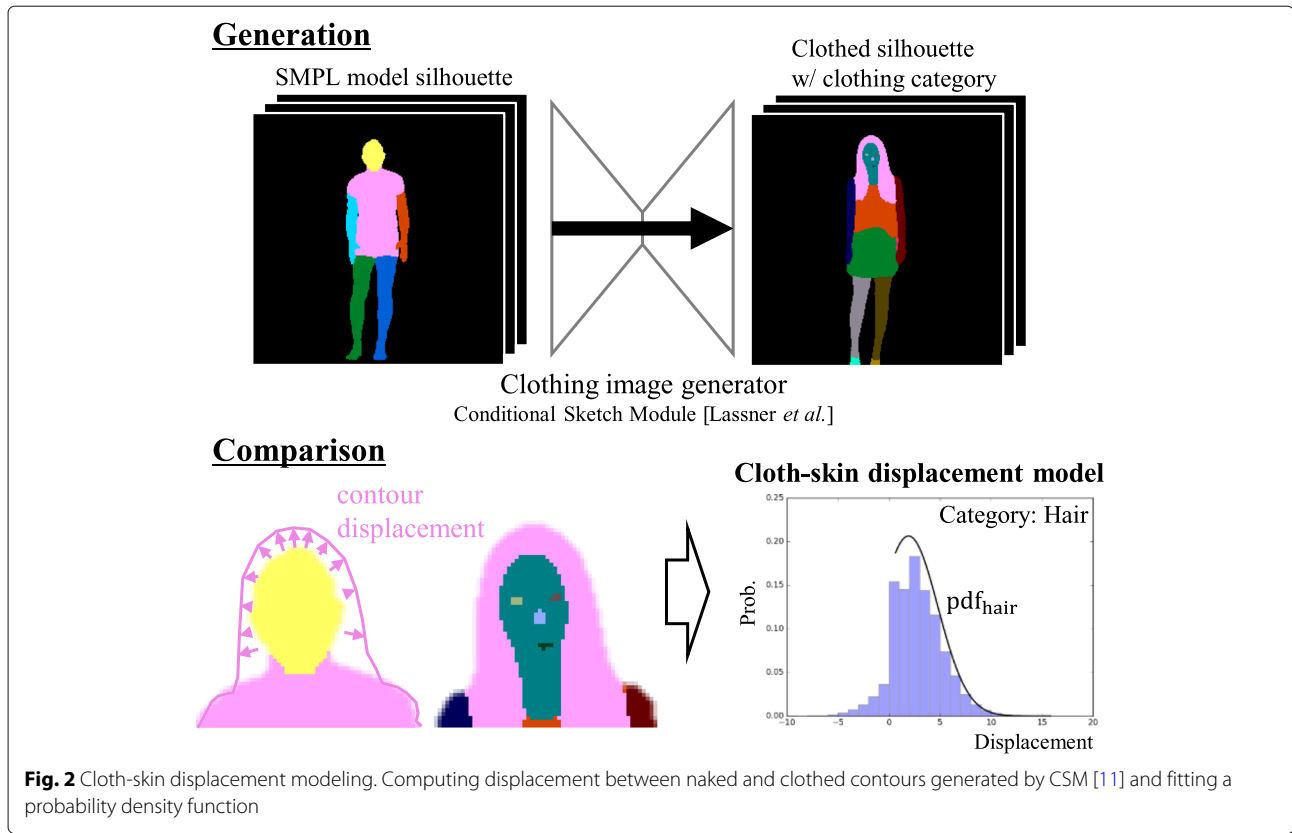 Generation
SMPL model silhouette
Clothed silhouette
w/ clothing category
Clothing image generator
Conditional Sketch Module [Lassner et al.]
Comparison
contour
displacement
Cloth-skin displacement model
Category: Hair
pdfhair
Prob.
0.25
0.20
0.15
0.10
0.05
0.00
−10
−5
0
5
10
15
20
Displacement
Fig. 2 Cloth-skin displacement modeling. Computing displacement between naked and clothed contours generated by CSM [11] and fitting a
probability density function